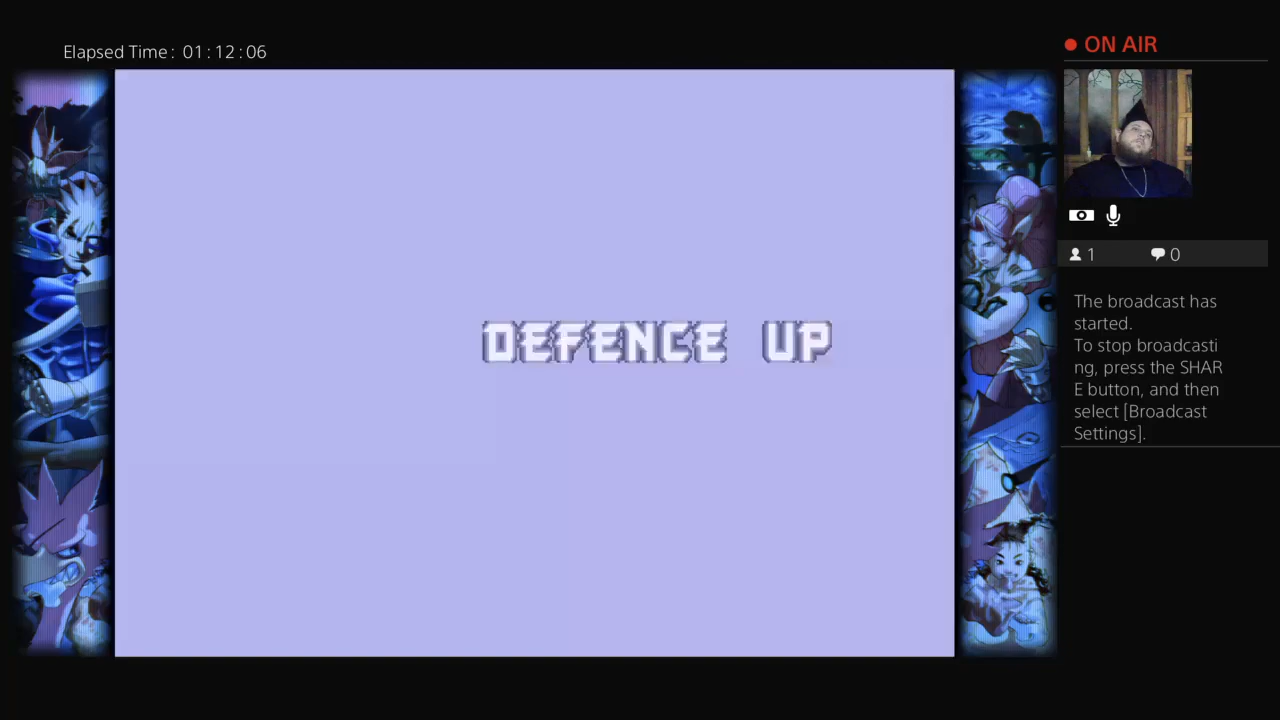 Elapsed Time: 01:12:06
ON AIR
1
0
The broadcast has
started.
To stop broadcasti
ng, press the SHAR
E button, and then
select [Broadcast
Settings].
DEFENCE UP